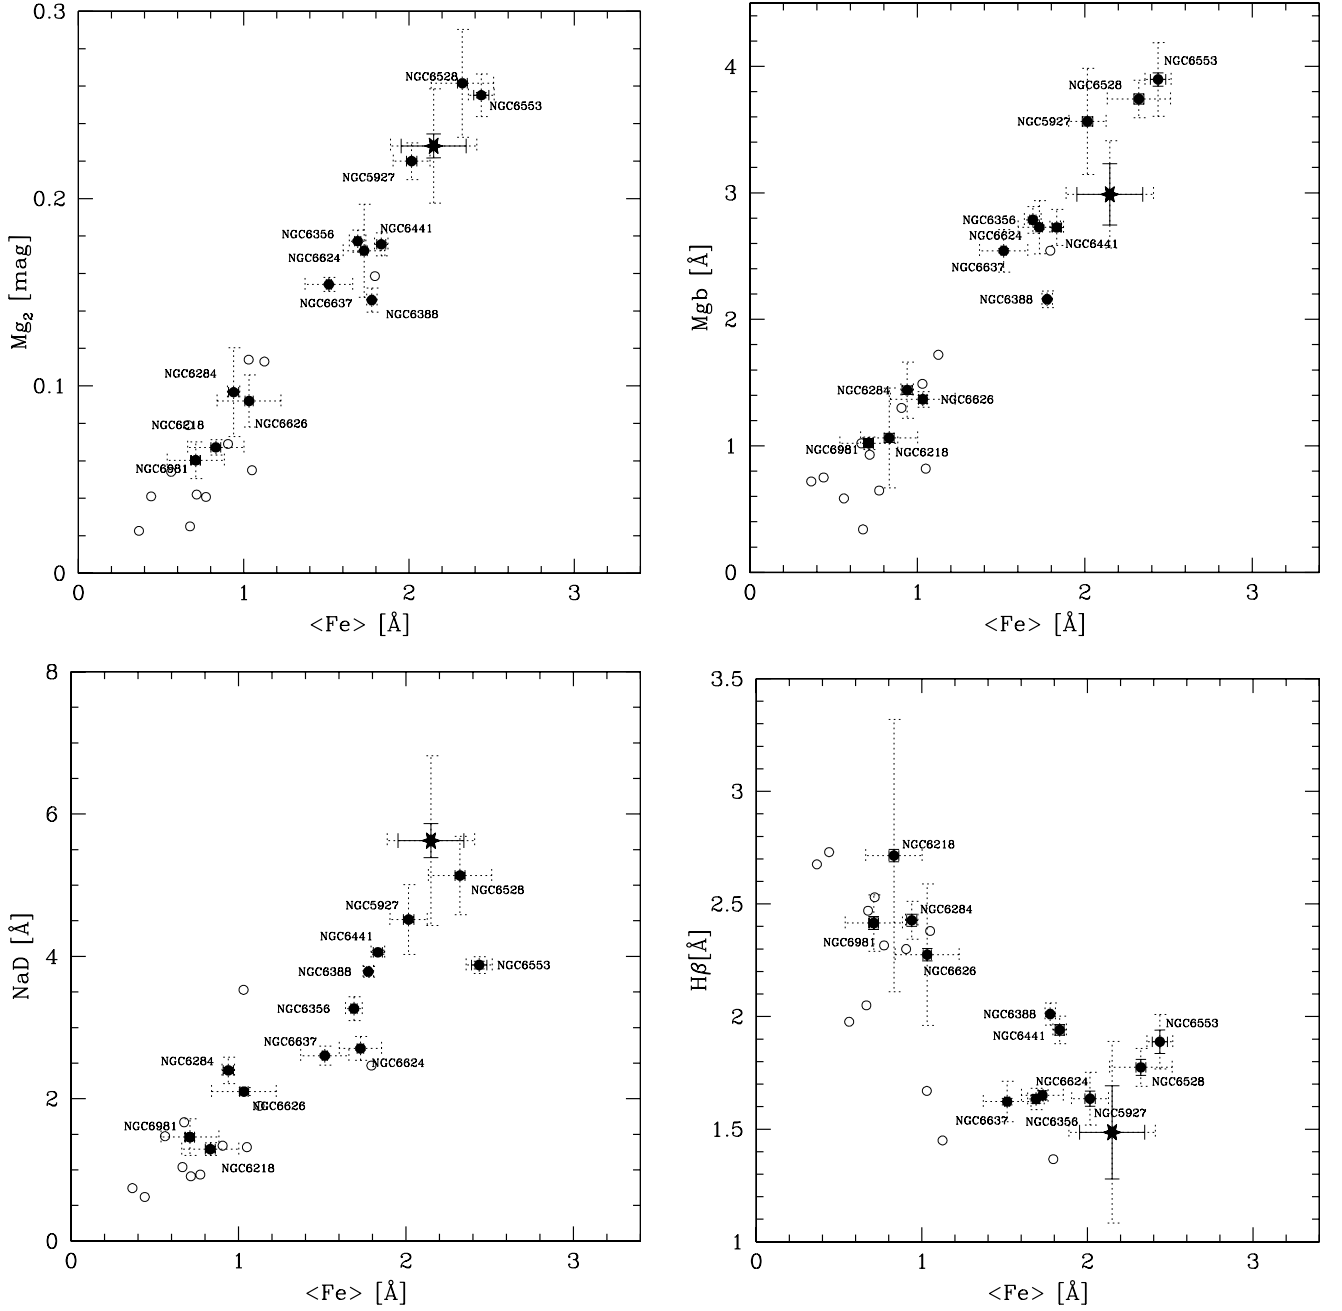 0.3
0.2
0.1
0
Mg2 [mag]
NGC6528
NGC6553
NGC5927
NGC6356
NGC6441
NGC6624
NGC6637
NGC6388
NGC6284
NGC6218
NGC6626
NGC6981
0 1 2 3
<Fe> [Å]
4
3
2
1
0
Mgb [Å]
NGC6553
NGC6528
NGC5927
NGC6356
NGC6624
NGC6441
NGC6637
NGC6388
NGC6284
NGC6626
NGC6981
NGC6218
0 1 2 3
<Fe> [Å]
8
6
4
2
0
NaD [Å]
NGC6528
NGC5927
NGC6441
NGC6388
NGC6553
NGC6356
NGC6637
NGC6624
NGC6284
NGC6626
NGC6981
NGC6218
0 1 2 3
<Fe> [Å]
3.5
3
2.5
2
1.5
1
Hβ[Å]
NGC6218
NGC6284
NGC6981
NGC6626
NGC6388
NGC6441
NGC6553
NGC6624
NGC6528
NGC6637
NGC6356
NGC5927
0 1 2 3
<Fe> [Å]